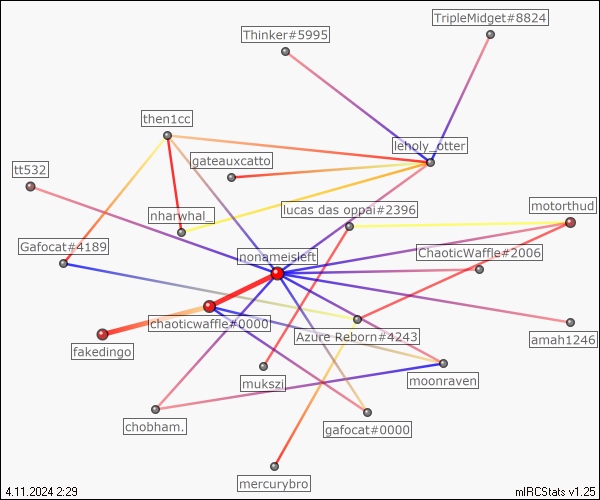 TripleMidget#8824
Thinker#5995
then1cc
leholy_otter
gateauxcatto
tt532
motorthud
lucas das oppai#2396
nharwhal_
Gafocat#4189
nonameisleft
ChaoticWaffle#2006
chaoticwaffle#0000
Azure Reborn#4243
amah1246
fakedingo
mukszi
moonraven
chobham.
gafocat#0000
mercurybro
4.11.2024 2:29
mIRCStats v1.25